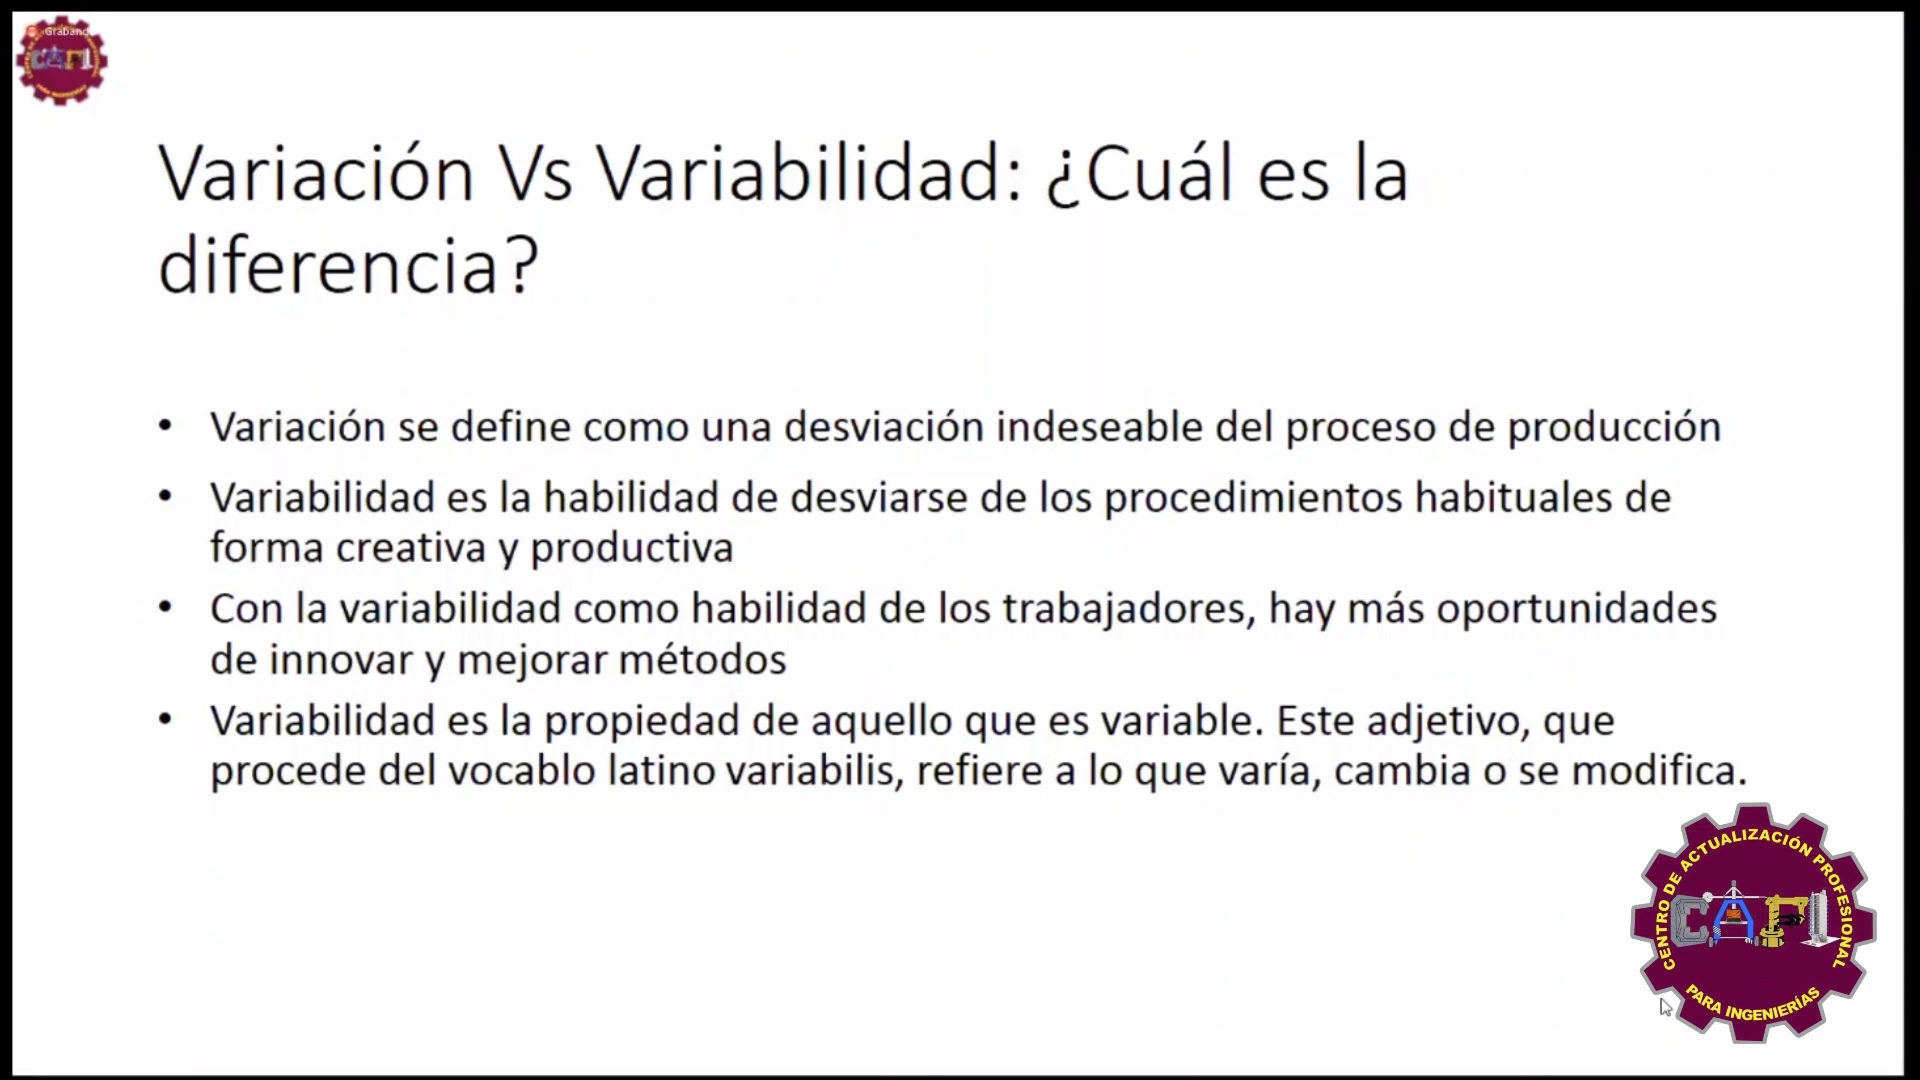 Grabando
Variación Vs Variabilidad: ¿Cuál es la
diferencia?
• Variación se define como una desviación indeseable del proceso de producción
• Variabilidad es la habilidad de desviarse de los procedimientos habituales de
forma creativa y productiva
• Con la variabilidad como habilidad de los trabajadores, hay más oportunidades
de innovar y mejorar métodos
• Variabilidad es la propiedad de aquello que es variable. Este adjetivo, que
procede del vocablo latino variabilis, refiere a lo que varía, cambia o se modifica.
CENTRO DE ACTUALIZACIÓN PROFESIONAL
CAPI
PARA INGENIERÍAS